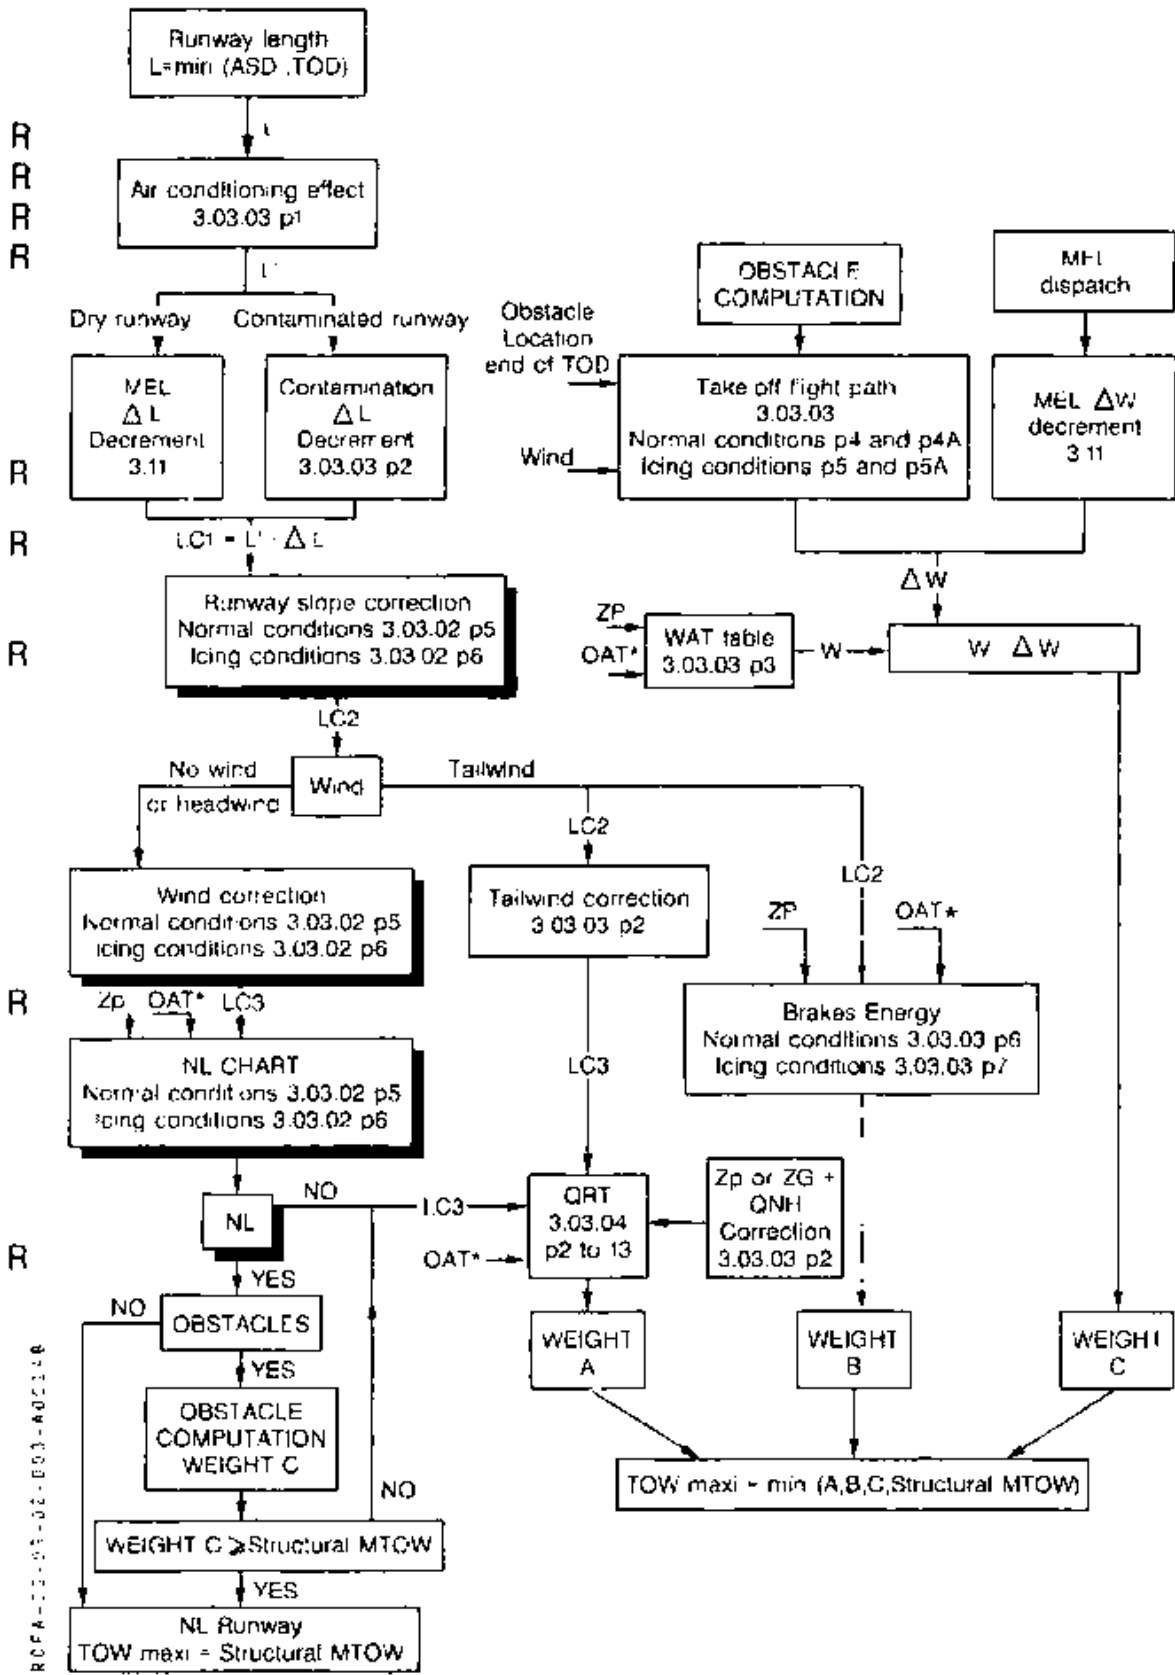 Runway length
L=min (ASD ,TOD)
L
R
R
R
R
Air conditioning effect
3.03.03 p1
L'
Dry runway
Contaminated runway
MEL
Δ L
Decrement
3.11
Contamination
Δ L
Decrement
3.03.03 p2
R
LC1 = L' - Δ L
R
Runway slope correction
Normal conditions 3.03.02 p5
Icing conditions 3.03.02 p6
R
LC2
Wind
No wind
or headwind
Tailwind
LC2
LC2
Wind correction
Normal conditions 3.03.02 p5
Icing conditions 3.03.02 p6
Tailwind correction
3.03.03 p2
R
Zp
OAT*
LC3
NL CHART
Normal conditions 3.03.02 p5
Icing conditions 3.03.02 p6
ZP
OAT*
Brakes Energy
Normal conditions 3.03.03 p6
Icing conditions 3.03.03 p7
LC3
NL
NO
LC3
QRT
3.03.04
p2 to 13
OAT*
Zp or ZG +
QNH
Correction
3.03.03 p2
R
YES
OBSTACLES
NO
YES
OBSTACLE
COMPUTATION
WEIGHT C
NO
WEIGHT C ⩾ Structural MTOW
YES
NL Runway
TOW maxi = Structural MTOW
OBSTACLE
COMPUTATION
MEL
dispatch
Obstacle
Location
end of TOD
Wind
Take off flight path
3.03.03
Normal conditions p4 and p4A
Icing conditions p5 and p5A
MEL ΔW
decrement
3.11
ΔW
ZP
OAT*
WAT table
3.03.03 p3
W
W ΔW
WEIGHT
A
WEIGHT
B
WEIGHT
C
TOW maxi = min (A,B,C,Structural MTOW)